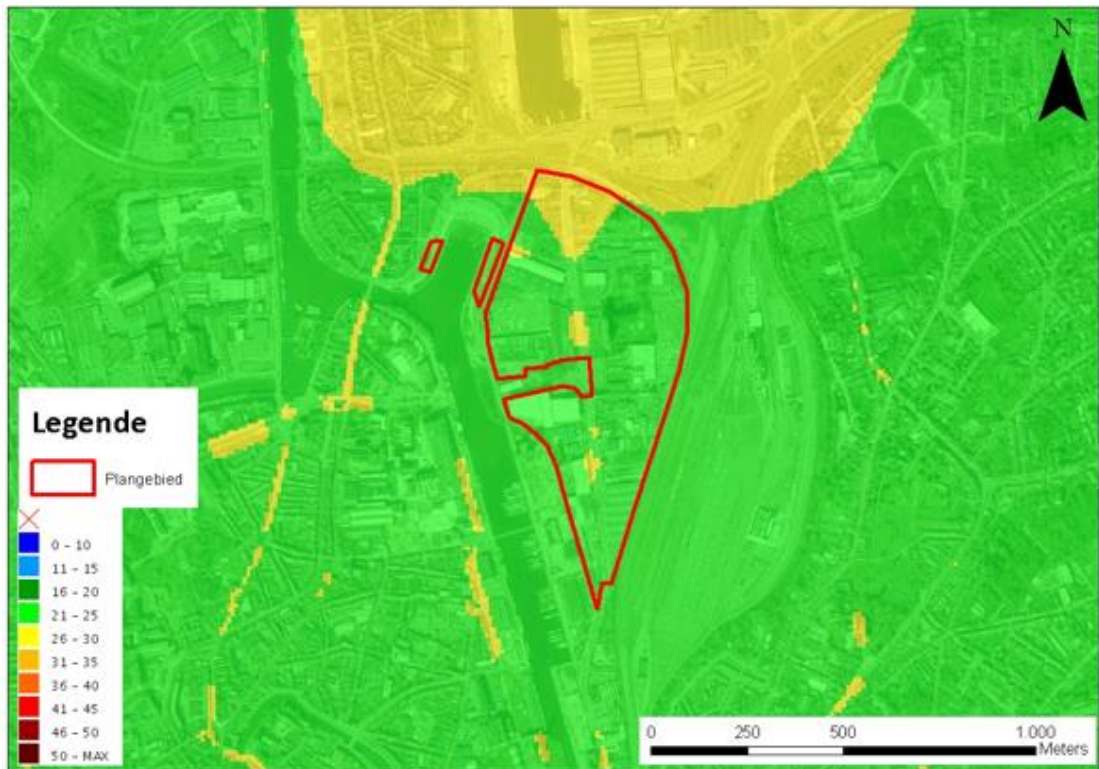 N
Legende
Plangebied
0 – 10
11 – 15
16 – 20
21 – 25
26 – 30
31 – 35
36 – 40
41 – 45
46 – 50
50 – MAX
0 250 500 1.000
Meters